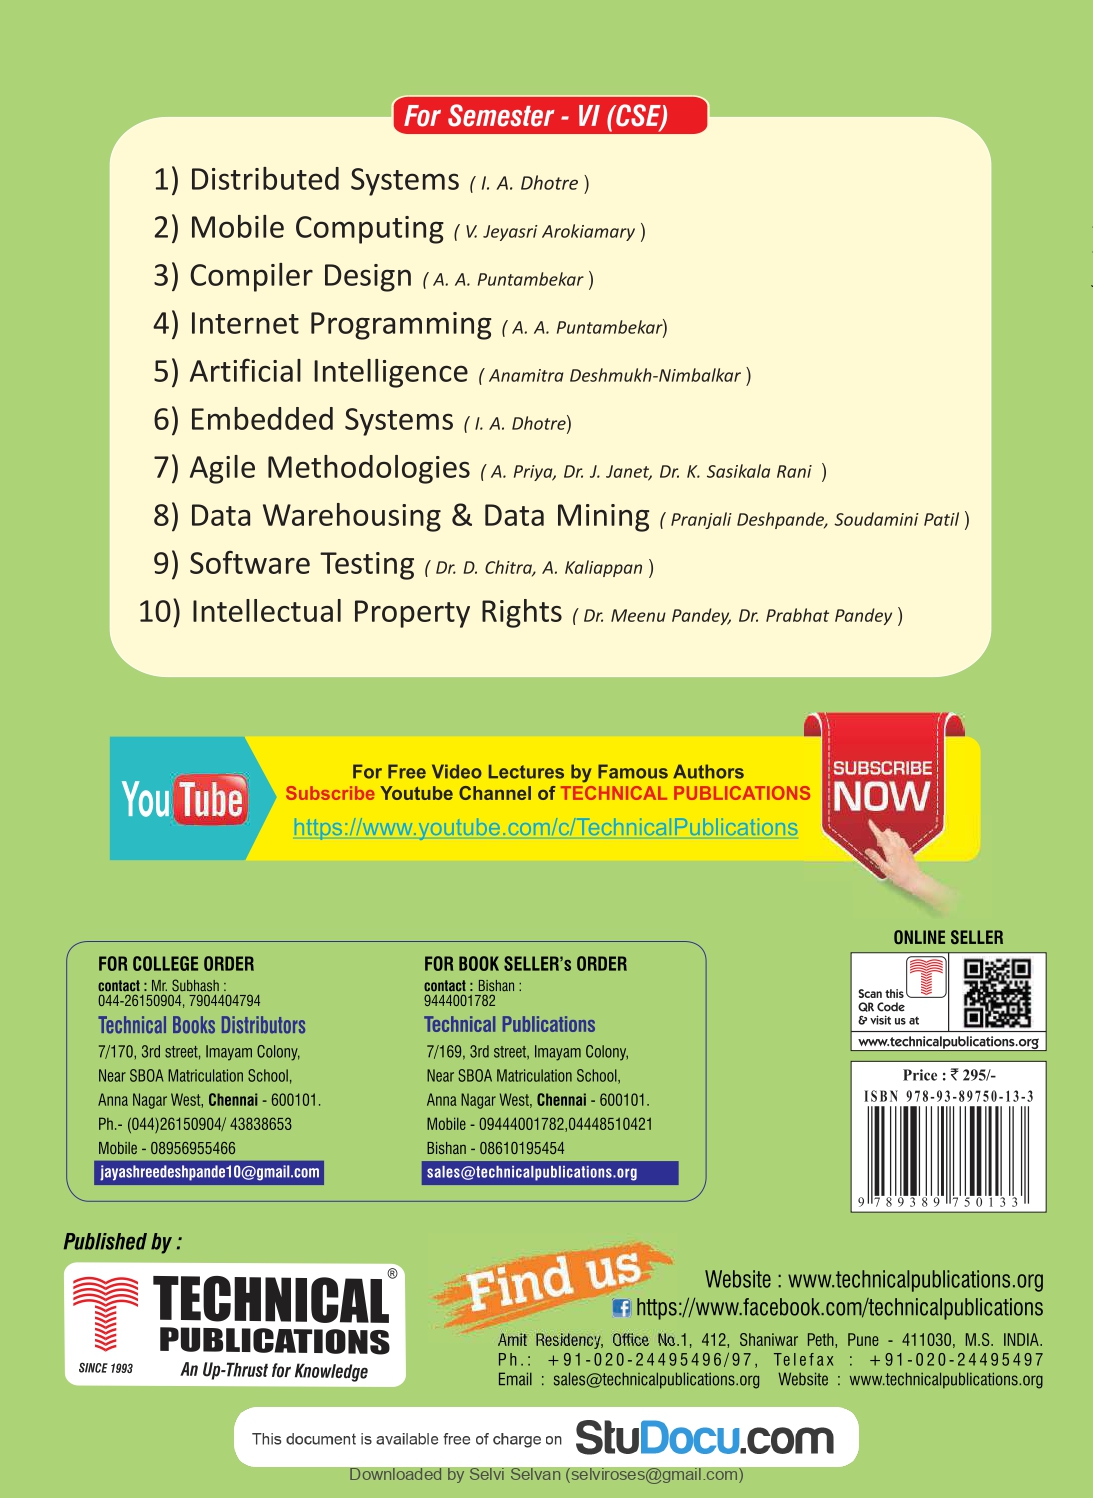 For Semester - VI (CSE)
1) Distributed Systems ( I. A. Dhotre )
2) Mobile Computing ( V. Jeyasri Arokiamary )
3) Compiler Design ( A. A. Puntambekar )
4) Internet Programming ( A. A. Puntambekar)
5) Artificial Intelligence ( Anamitra Deshmukh-Nimbalkar )
6) Embedded Systems ( I. A. Dhotre)
7) Agile Methodologies ( A. Priya, Dr. J. Janet, Dr. K. Sasikala Rani )
8) Data Warehousing & Data Mining ( Pranjali Deshpande, Soudamini Patil )
9) Software Testing ( Dr. D. Chitra, A. Kaliappan )
10) Intellectual Property Rights ( Dr. Meenu Pandey, Dr. Prabhat Pandey )
YouTube
For Free Video Lectures by Famous Authors
Subscribe Youtube Channel of TECHNICAL PUBLICATIONS
https://www.youtube.com/c/TechnicalPublications
SUBSCRIBE
NOW
FOR COLLEGE ORDER
contact : Mr. Subhash :
044-26150904, 7904404794
Technical Books Distributors
7/170, 3rd street, Imayam Colony,
Near SBOA Matriculation School,
Anna Nagar West, Chennai - 600101.
Ph.- (044)26150904/ 43838653
Mobile - 08956955466
jayashreedeshpande10@gmail.com
FOR BOOK SELLER's ORDER
contact : Bishan :
9444001782
Technical Publications
7/169, 3rd street, Imayam Colony,
Near SBOA Matriculation School,
Anna Nagar West, Chennai - 600101.
Mobile - 09444001782,04448510421
Bishan - 08610195454
sales@technicalpublications.org
ONLINE SELLER
Scan this
QR Code
& visit us at
www.technicalpublications.org
Price : ₹ 295/-
ISBN 978-93-89750-13-3
9 789389 750133
Published by :
TECHNICAL®
PUBLICATIONS
SINCE 1993
An Up-Thrust for Knowledge
Find us
Website : www.technicalpublications.org
f https://www.facebook.com/technicalpublications
Amit Residency, Office No.1, 412, Shaniwar Peth, Pune - 411030, M.S. INDIA.
Ph.: +91-020-24495496/97, Telefax : +91-020-24495497
Email : sales@technicalpublications.org Website : www.technicalpublications.org
This document is available free of charge on StuDocu.com
Downloaded by Selvi Selvan (selviroses@gmail.com)